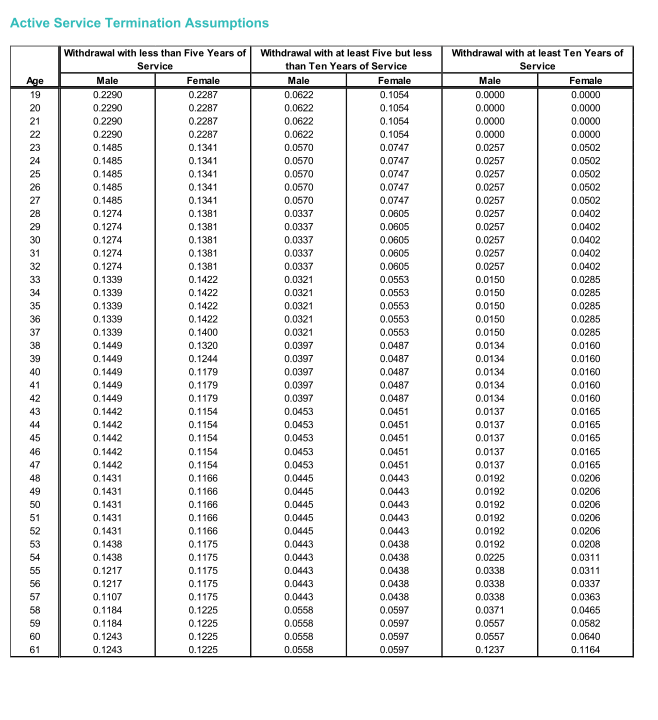 Active Service Termination Assumptions
Withdrawal with less than Five Years of Service Withdrawal with at least Five but less than Ten Years of Service Withdrawal with at least Ten Years of Service
Age Male Female Male Female Male Female
19 0.2290 0.2287 0.0622 0.1054 0.0000 0.0000
20 0.2290 0.2287 0.0622 0.1054 0.0000 0.0000
21 0.2290 0.2287 0.0622 0.1054 0.0000 0.0000
22 0.2290 0.2287 0.0622 0.1054 0.0000 0.0000
23 0.1485 0.1341 0.0570 0.0747 0.0257 0.0502
24 0.1485 0.1341 0.0570 0.0747 0.0257 0.0502
25 0.1485 0.1341 0.0570 0.0747 0.0257 0.0502
26 0.1485 0.1341 0.0570 0.0747 0.0257 0.0502
27 0.1485 0.1341 0.0570 0.0747 0.0257 0.0502
28 0.1274 0.1381 0.0337 0.0605 0.0257 0.0402
29 0.1274 0.1381 0.0337 0.0605 0.0257 0.0402
30 0.1274 0.1381 0.0337 0.0605 0.0257 0.0402
31 0.1274 0.1381 0.0337 0.0605 0.0257 0.0402
32 0.1274 0.1381 0.0337 0.0605 0.0257 0.0402
33 0.1339 0.1422 0.0321 0.0553 0.0150 0.0285
34 0.1339 0.1422 0.0321 0.0553 0.0150 0.0285
35 0.1339 0.1422 0.0321 0.0553 0.0150 0.0285
36 0.1339 0.1422 0.0321 0.0553 0.0150 0.0285
37 0.1339 0.1400 0.0321 0.0553 0.0150 0.0285
38 0.1449 0.1320 0.0397 0.0487 0.0134 0.0160
39 0.1449 0.1244 0.0397 0.0487 0.0134 0.0160
40 0.1449 0.1179 0.0397 0.0487 0.0134 0.0160
41 0.1449 0.1179 0.0397 0.0487 0.0134 0.0160
42 0.1449 0.1179 0.0397 0.0487 0.0134 0.0160
43 0.1442 0.1154 0.0453 0.0451 0.0137 0.0165
44 0.1442 0.1154 0.0453 0.0451 0.0137 0.0165
45 0.1442 0.1154 0.0453 0.0451 0.0137 0.0165
46 0.1442 0.1154 0.0453 0.0451 0.0137 0.0165
47 0.1442 0.1154 0.0453 0.0451 0.0137 0.0165
48 0.1431 0.1166 0.0445 0.0443 0.0192 0.0206
49 0.1431 0.1166 0.0445 0.0443 0.0192 0.0206
50 0.1431 0.1166 0.0445 0.0443 0.0192 0.0206
51 0.1431 0.1166 0.0445 0.0443 0.0192 0.0206
52 0.1431 0.1166 0.0445 0.0443 0.0192 0.0206
53 0.1438 0.1175 0.0443 0.0438 0.0192 0.0208
54 0.1438 0.1175 0.0443 0.0438 0.0225 0.0311
55 0.1217 0.1175 0.0443 0.0438 0.0338 0.0311
56 0.1217 0.1175 0.0443 0.0438 0.0338 0.0337
57 0.1107 0.1175 0.0443 0.0438 0.0338 0.0363
58 0.1184 0.1225 0.0558 0.0597 0.0371 0.0465
59 0.1184 0.1225 0.0558 0.0597 0.0557 0.0582
60 0.1243 0.1225 0.0558 0.0597 0.0557 0.0640
61 0.1243 0.1225 0.0558 0.0597 0.1237 0.1164